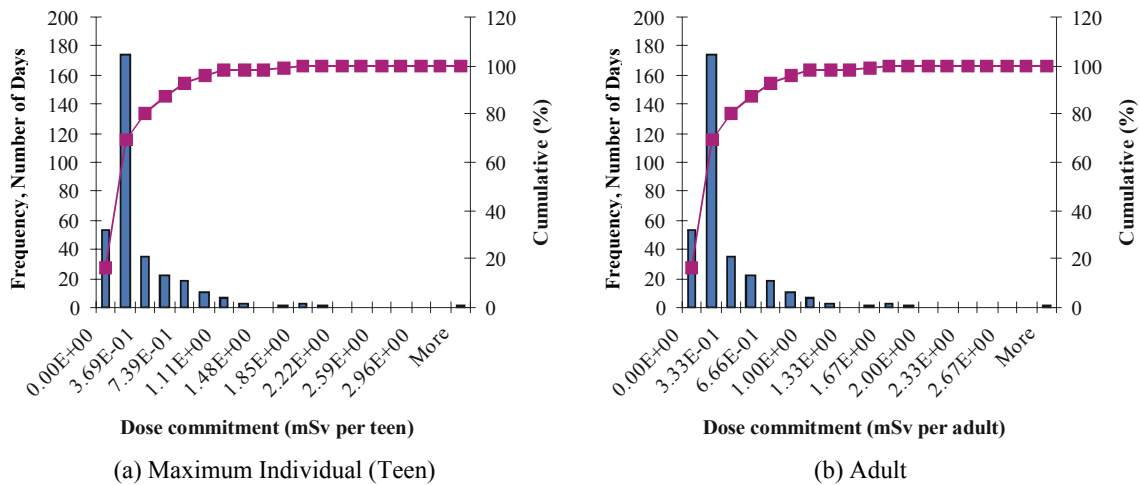 200
180
160
140
120
100
80
60
40
20
0
Frequency, Number of Days
120
100
80
60
40
20
0
Cumulative (%)
0.00E+00
3.69E-01
7.39E-01
1.11E+00
1.48E+00
1.85E+00
2.22E+00
2.59E+00
2.96E+00
More
Dose commitment (mSv per teen)
(a) Maximum Individual (Teen)
200
180
160
140
120
100
80
60
40
20
0
Frequency, Number of Days
120
100
80
60
40
20
0
Cumulative (%)
0.00E+00
3.33E-01
6.66E-01
1.00E+00
1.33E+00
1.67E+00
2.00E+00
2.33E+00
2.67E+00
More
Dose commitment (mSv per adult)
(b) Adult